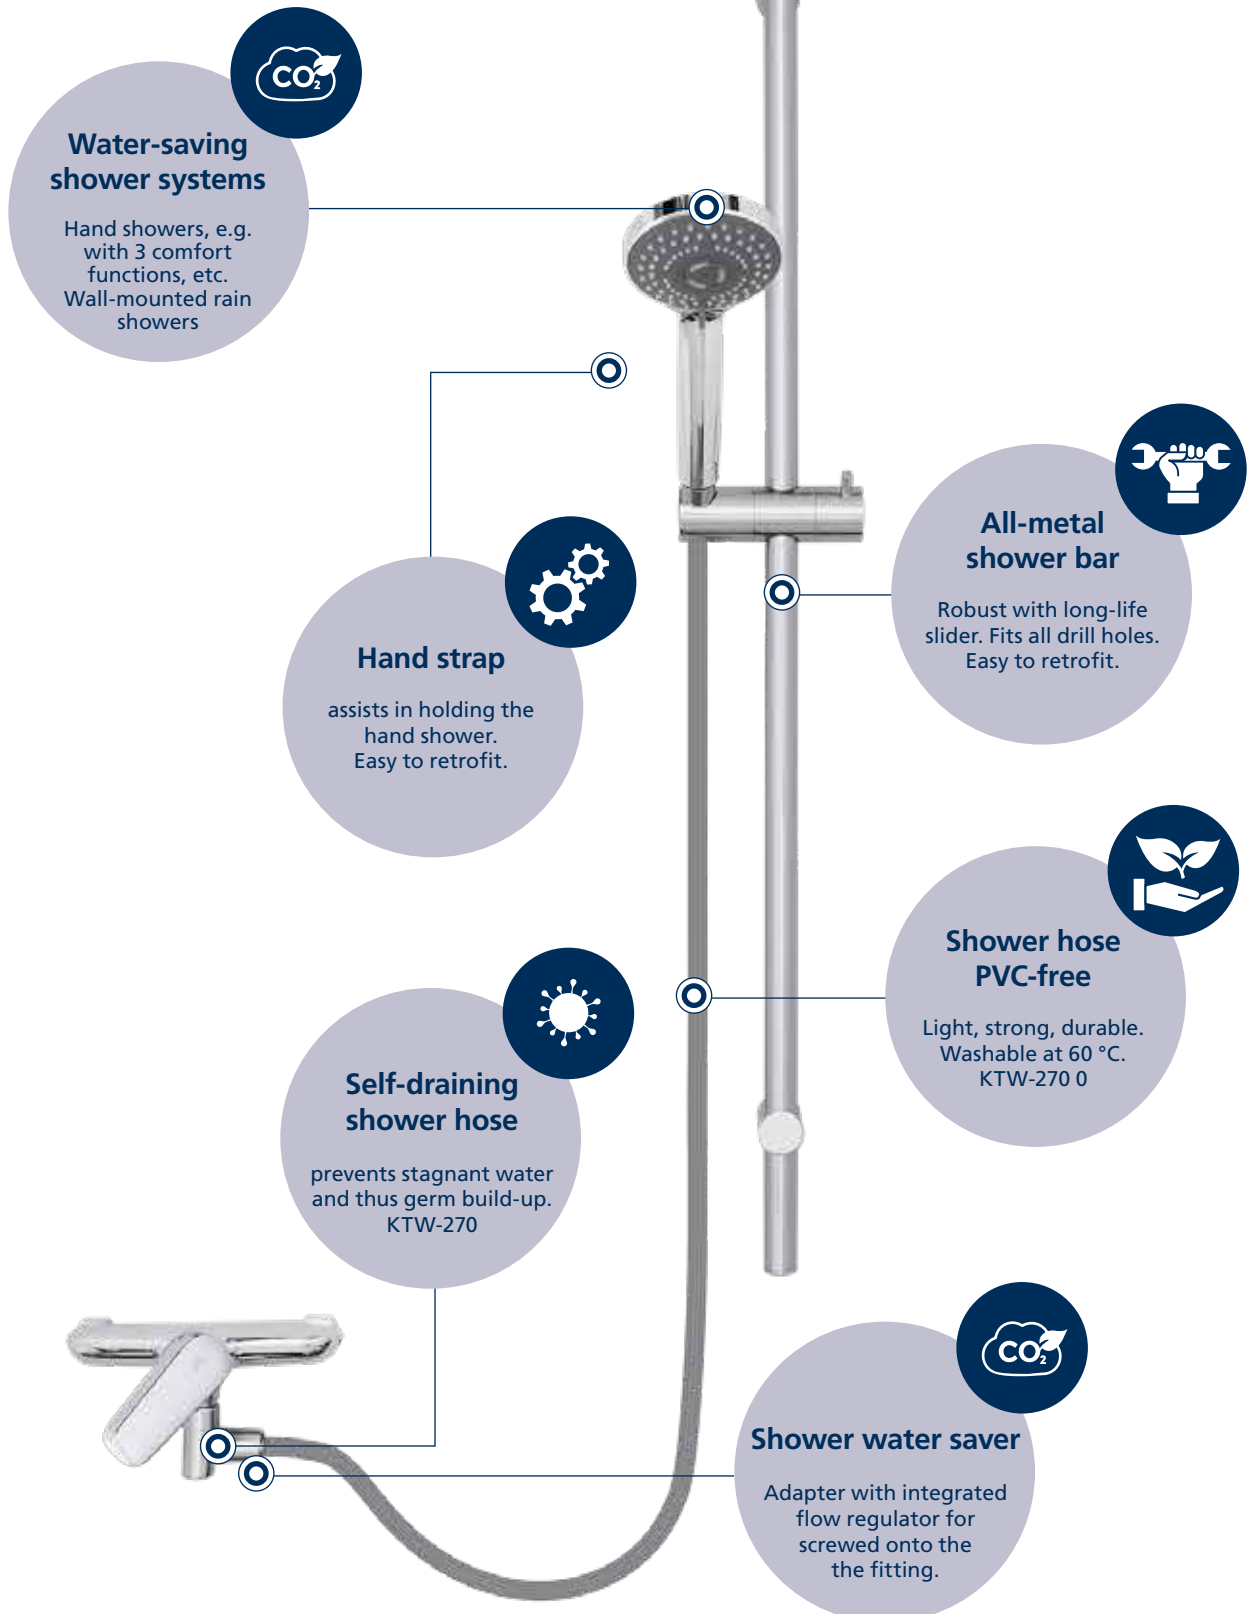 CO2
Water-saving
shower systems
Hand showers, e.g.
with 3 comfort
functions, etc.
Wall-mounted rain
showers
All-metal
shower bar
Robust with long-life
slider. Fits all drill holes.
Easy to retrofit.
Hand strap
assists in holding the
hand shower.
Easy to retrofit.
Shower hose
PVC-free
Light, strong, durable.
Washable at 60 °C.
KTW-270 0
Self-draining
shower hose
prevents stagnant water
and thus germ build-up.
KTW-270
CO2
Shower water saver
Adapter with integrated
flow regulator for
screwed onto the
the fitting.